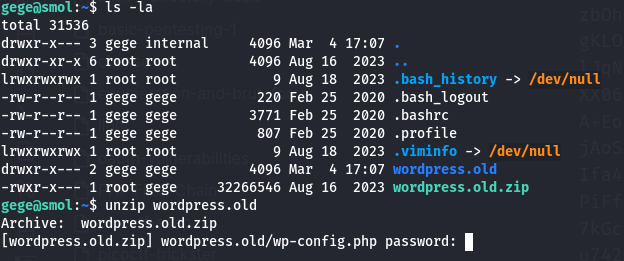 gege@smol:~$ ls -la
total 31536
drwxr-x--- 3 gege internal 4096 Mar 4 17:07 .
drwxr-xr-x 6 root root 4096 Aug 16 2023 ..
lrwxrwxrwx 1 root root 9 Aug 18 2023 .bash_history -> /dev/null
-rw-r--r-- 1 gege gege 220 Feb 25 2020 .bash_logout
-rw-r--r-- 1 gege gege 3771 Feb 25 2020 .bashrc
-rw-r--r-- 1 gege gege 807 Feb 25 2020 .profile
lrwxrwxrwx 1 root root 9 Aug 18 2023 .viminfo -> /dev/null
drwxr-x--- 2 gege gege 4096 Mar 4 17:07 wordpress.old
-rwxr-x--- 1 root gege 32266546 Aug 16 2023 wordpress.old.zip
gege@smol:~$ unzip wordpress.old
Archive: wordpress.old.zip
[wordpress.old.zip] wordpress.old/wp-config.php password: